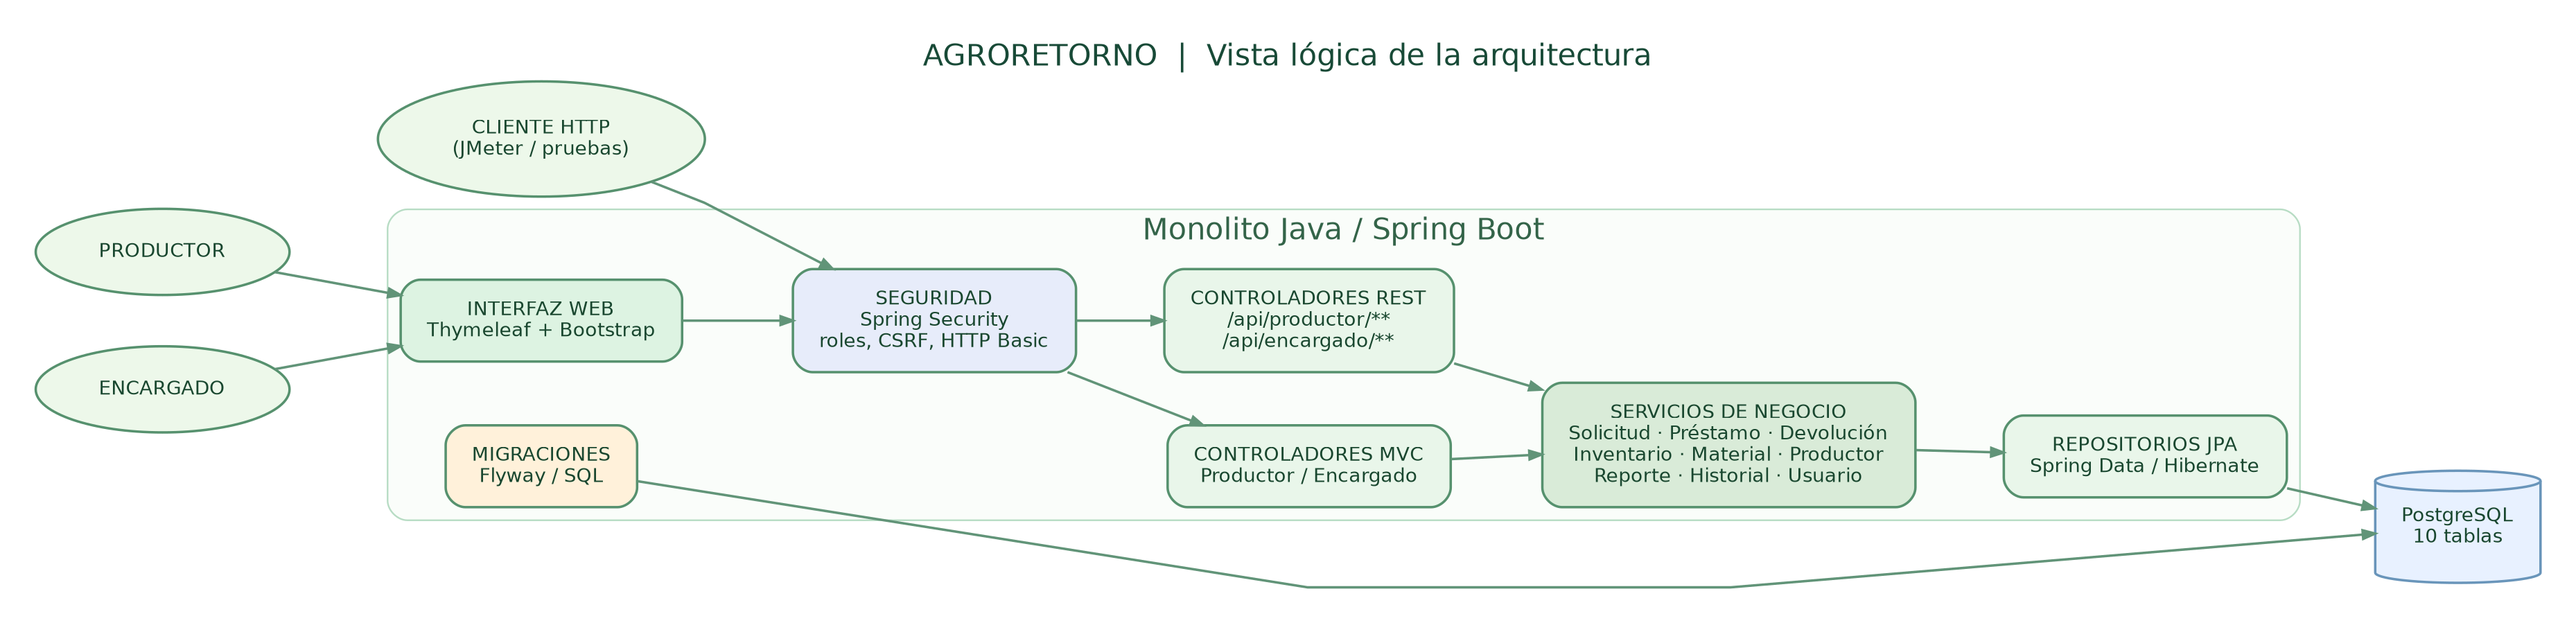 AGRORETORNO | Vista lógica de la arquitectura
CLIENTE HTTP
(JMeter / pruebas)
PRODUCTOR
ENCARGADO
Monolito Java / Spring Boot
INTERFAZ WEB
Thymeleaf + Bootstrap
SEGURIDAD
Spring Security
roles, CSRF, HTTP Basic
CONTROLADORES REST
/api/productor/**
/api/encargado/**
MIGRACIONES
Flyway / SQL
CONTROLADORES MVC
Productor / Encargado
SERVICIOS DE NEGOCIO
Solicitud · Préstamo · Devolución
Inventario · Material · Productor
Reporte · Historial · Usuario
REPOSITORIOS JPA
Spring Data / Hibernate
PostgreSQL
10 tablas